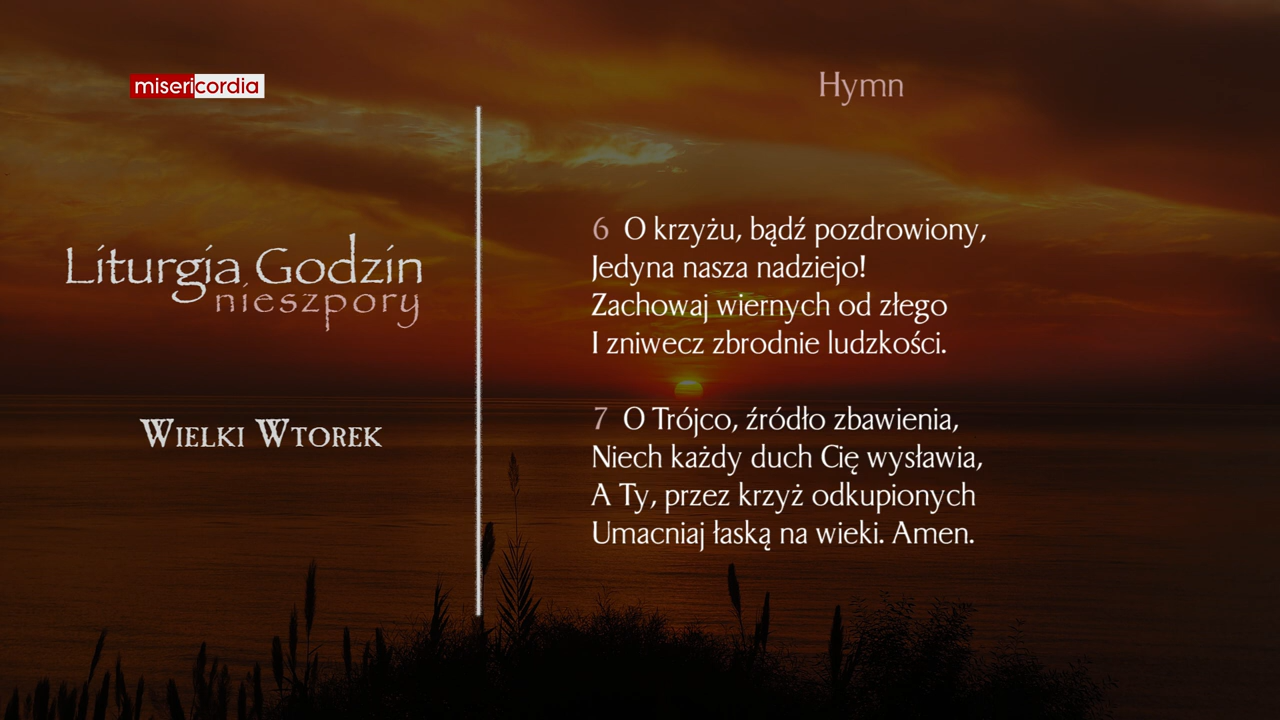 misericordia
Liturgia Godzin
nieszpory
Wielki Wtorek
Hymn
6 O krzyżu, bądź pozdrowiony,
Jedyna nasza nadziejo!
Zachowaj wiernych od złego
I zniwecz zbrodnie ludzkości.
7 O Trójco, źródło zbawienia,
Niech każdy duch Cię wysławia,
A Ty, przez krzyż odkupionych
Umacniaj łaską na wieki. Amen.